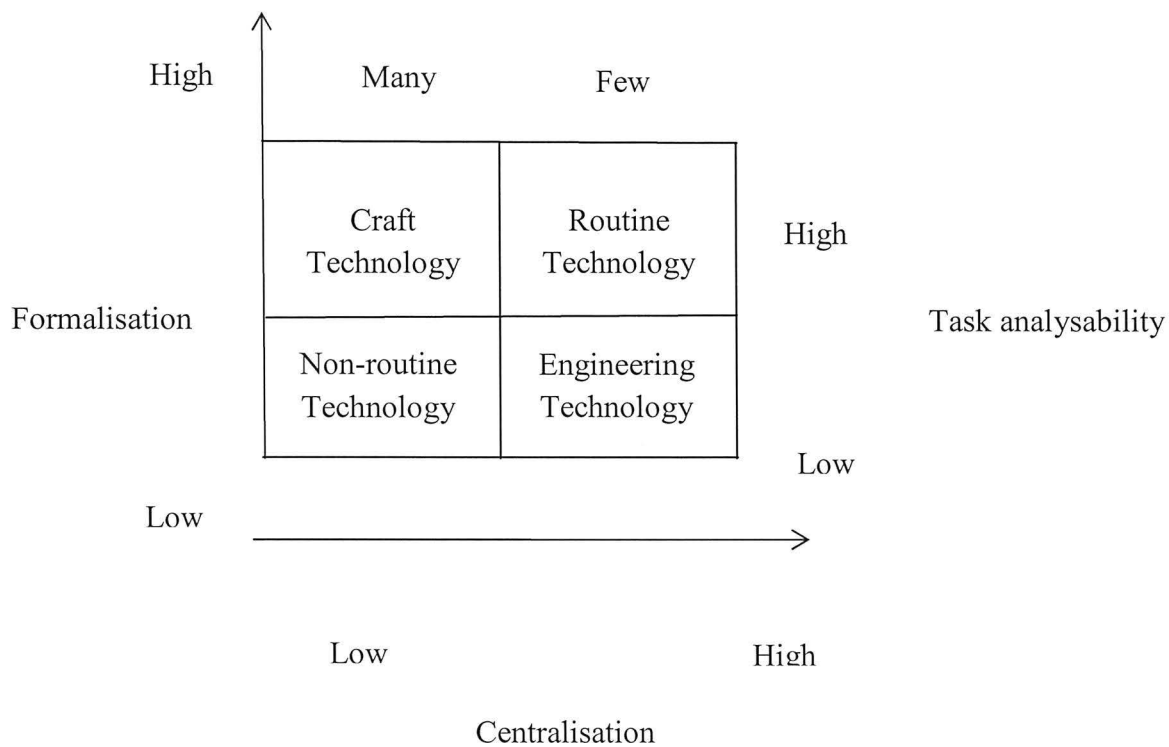 High
Many
Few
Craft
Technology
Routine
Technology
High
Formalisation
Task analysability
Non-routine
Technology
Engineering
Technology
Low
Low
Low
High
Centralisation